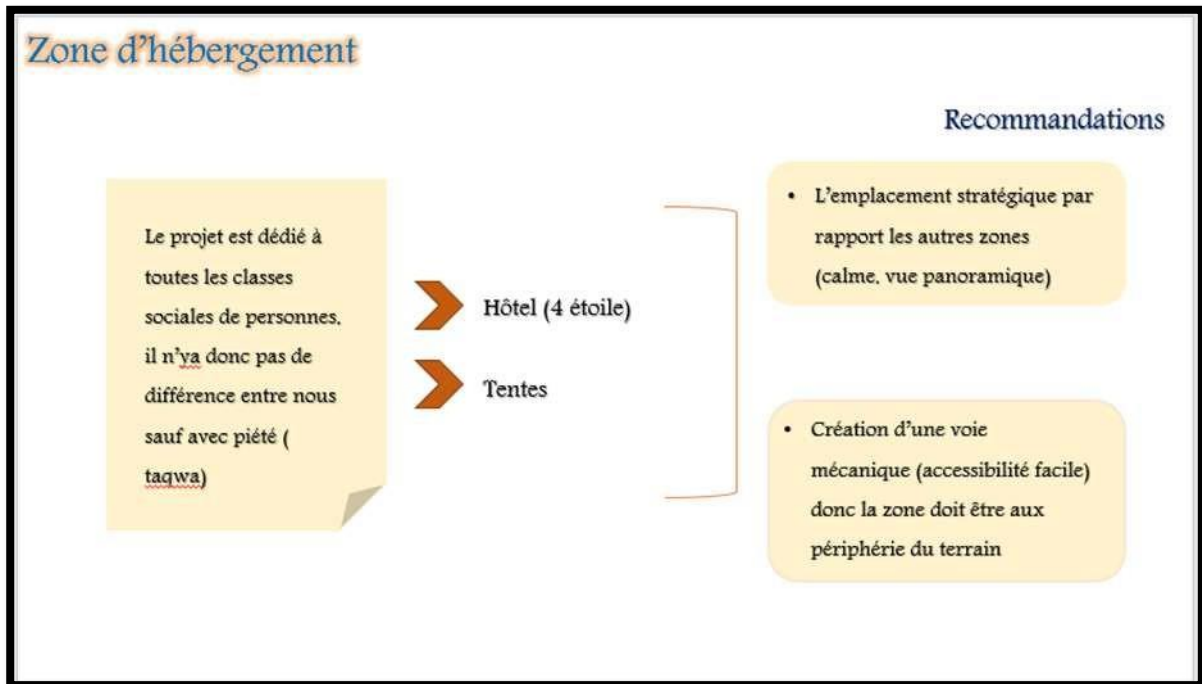 Zone d'hébergement
Recommandations
Le projet est dédié à
toutes les classes
sociales de personnes,
il n'ya donc pas de
différence entre nous
sauf avec piété (
taqwa)
Hôtel (4 étoile)
Tentes
• L'emplacement stratégique par
rapport les autres zones
(calme, vue panoramique)
• Création d'une voie
mécanique (accessibilité facile)
donc la zone doit être aux
périphérie du terrain